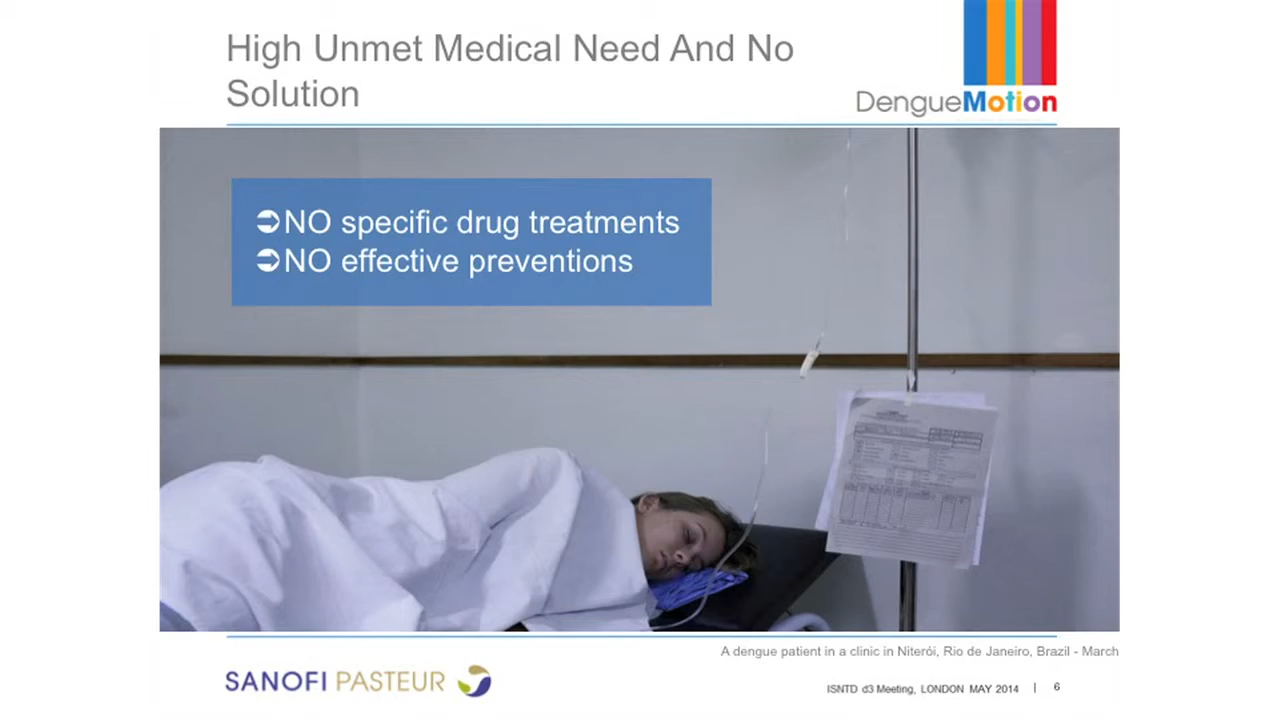 High Unmet Medical Need And No
Solution
DengueMotion
➲NO specific drug treatments
➲NO effective preventions
A dengue patient in a clinic in Niterói, Rio de Janeiro, Brazil - March
SANOFI PASTEUR
ISNTD d3 Meeting, LONDON MAY 2014 | 6